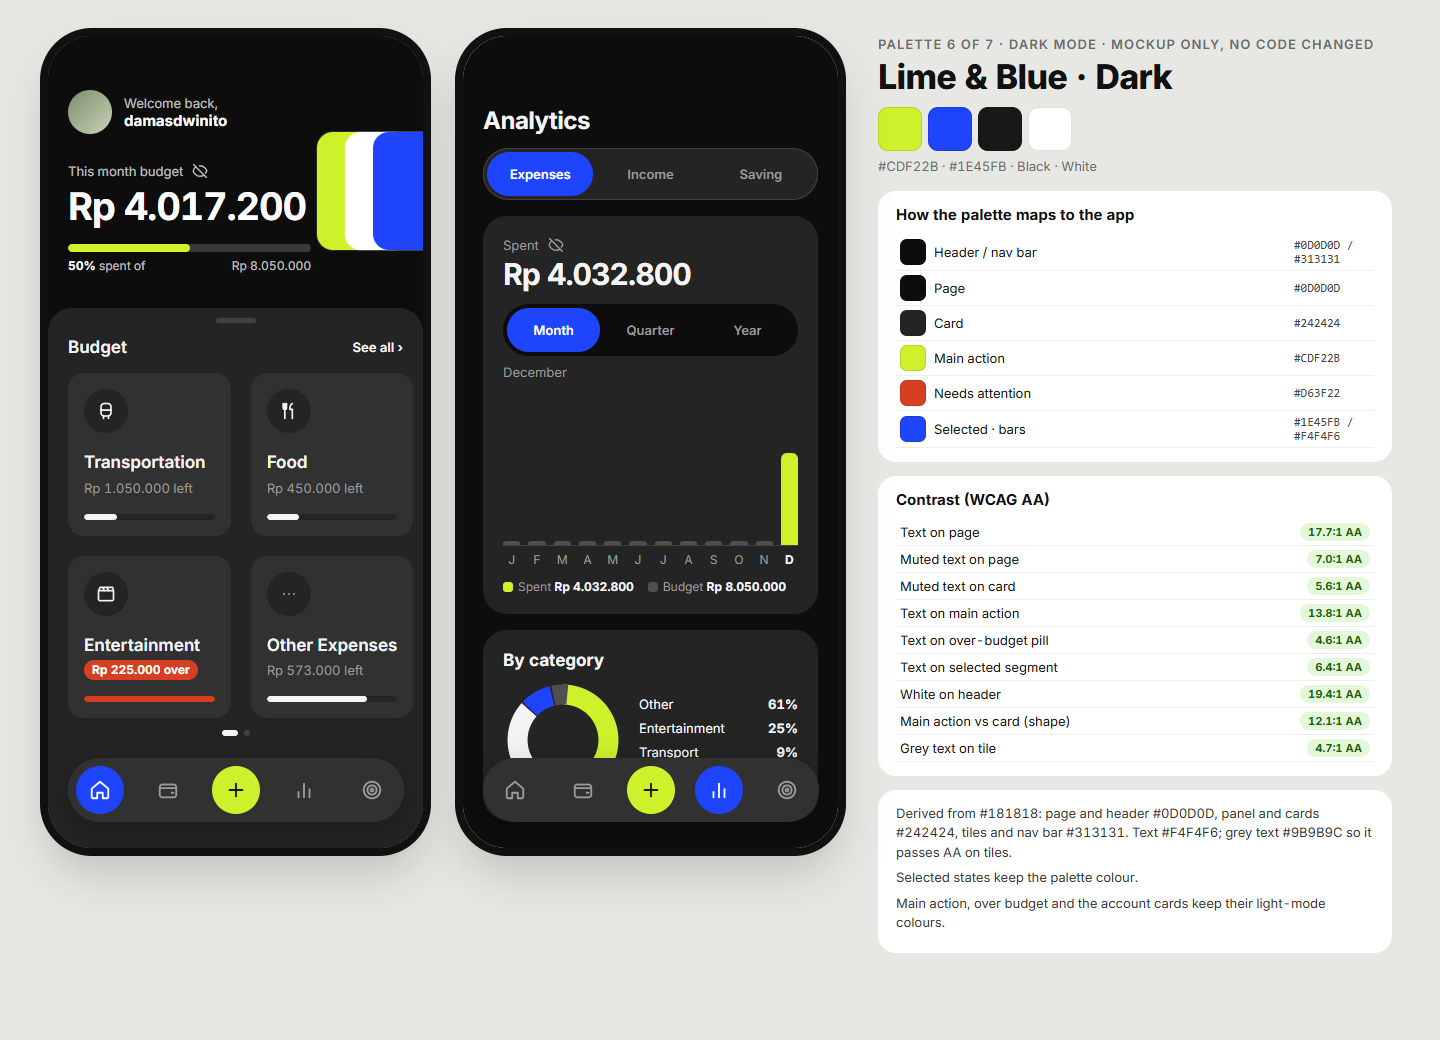 Welcome back,
damasdwinito
This month budget
Rp 4.017.200
50% spent of
Rp 8.050.000
Budget
See all ›
Transportation
Rp 1.050.000 left
Food
Rp 450.000 left
Entertainment
Rp 225.000 over
Other Expenses
Rp 573.000 left
Analytics
Expenses
Income
Saving
Spent
Rp 4.032.800
Month
Quarter
Year
December
J F M A M J J A S O N D
Spent Rp 4.032.800
Budget Rp 8.050.000
By category
Other 61%
Entertainment 25%
Transport 9%
PALETTE 6 OF 7 · DARK MODE · MOCKUP ONLY, NO CODE CHANGED
Lime & Blue · Dark
#CDF22B · #1E45FB · Black · White
How the palette maps to the app
Header / nav bar #0D0D0D /
#313131
Page #0D0D0D
Card #242424
Main action #CDF22B
Needs attention #D63F22
Selected · bars #1E45FB /
#F4F4F6
Contrast (WCAG AA)
Text on page 17.7:1 AA
Muted text on page 7.0:1 AA
Muted text on card 5.6:1 AA
Text on main action 13.8:1 AA
Text on over-budget pill 4.6:1 AA
Text on selected segment 6.4:1 AA
White on header 19.4:1 AA
Main action vs card (shape) 12.1:1 AA
Grey text on tile 4.7:1 AA
Derived from #181818: page and header #0D0D0D, panel and cards
#242424, tiles and nav bar #313131. Text #F4F4F6; grey text #9B9B9C so it
passes AA on tiles.
Selected states keep the palette colour.
Main action, over budget and the account cards keep their light-mode
colours.